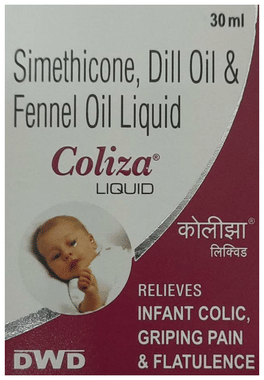 30 ml
Simethicone, Dill Oil &
Fennel Oil Liquid
Coliza®
LIQUID
कोलीझा®
लिक्विड
RELIEVES
INFANT COLIC,
GRIPING PAIN
& FLATULENCE
DWD